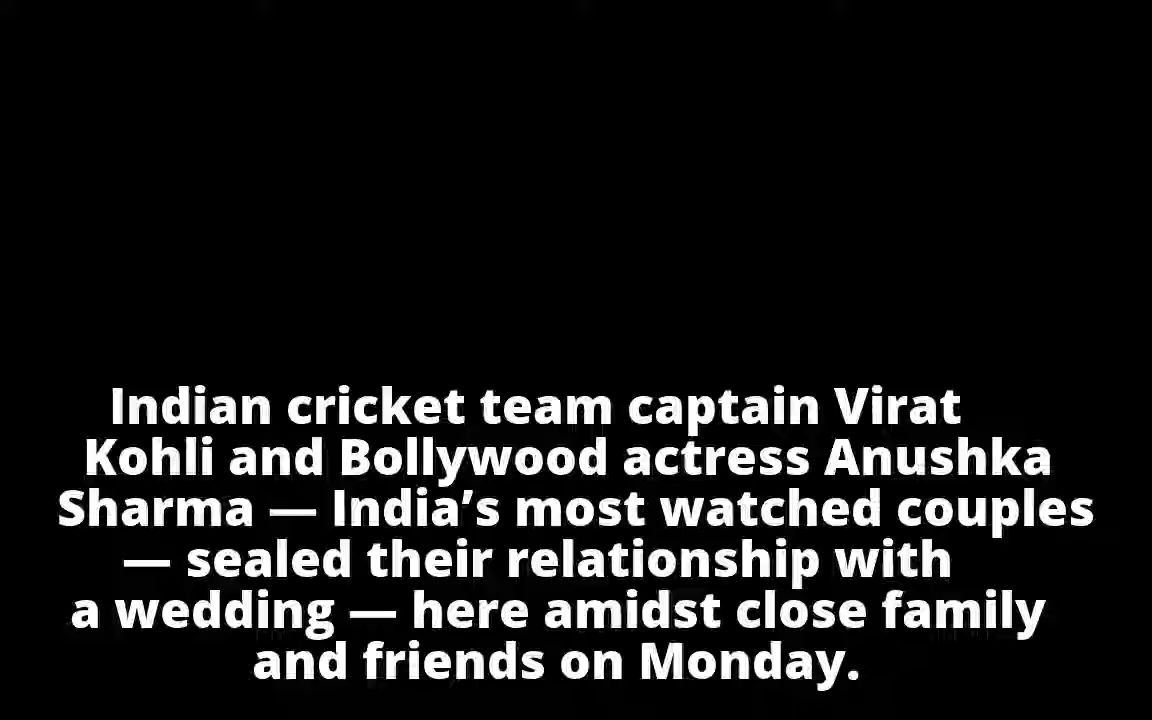 Indian cricket team captain Virat
Kohli and Bollywood actress Anushka
Sharma — India’s most watched couples
— sealed their relationship with
a wedding — here amidst close family
and friends on Monday.